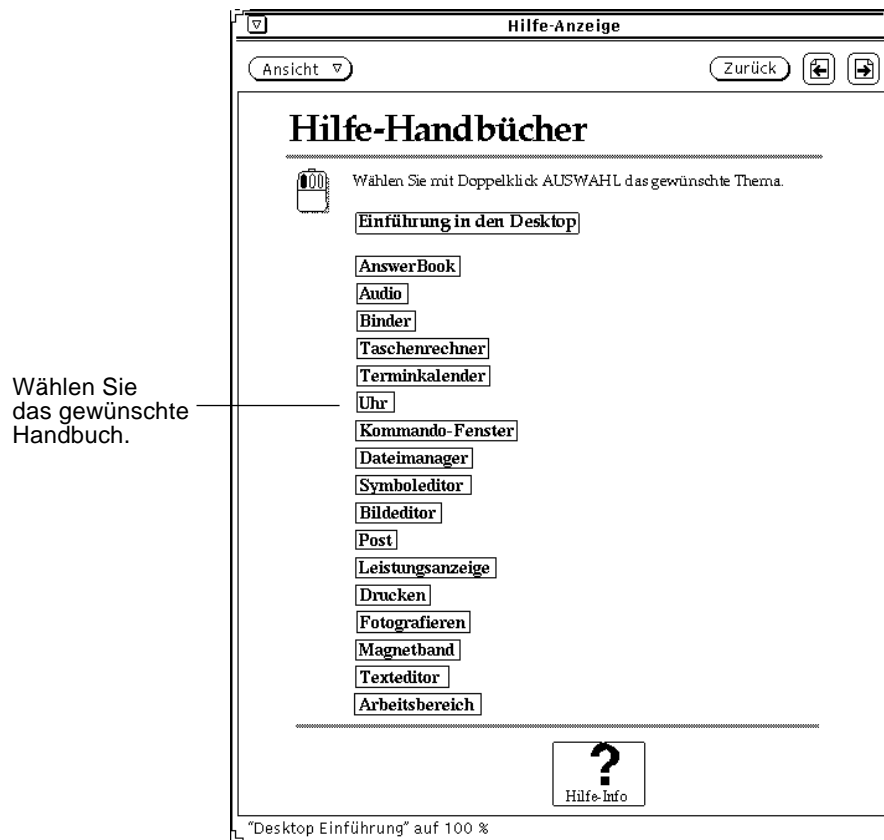 Hilfe-Anzeige
Ansicht
Zurück
Hilfe-Handbücher
Wählen Sie mit Doppelklick AUSWAHL das gewünschte Thema.
Einführung in den Desktop
AnswerBook
Audio
Binder
Taschenrechner
Terminkalender
Wählen Sie
das gewünschte
Handbuch.
Uhr
Kommando-Fenster
Dateimanager
Symboleditor
Bildeditor
Post
Leistungsanzeige
Drucken
Fotografieren
Magnetband
Texteditor
Arbeitsbereich
?
Hilfe-Info
"Desktop Einführung" auf 100 %